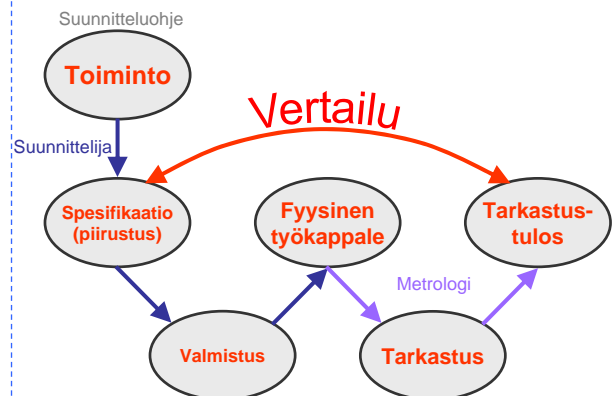 Suunnitteluohje
Toiminto
Vertailu
Suunnittelija
Spesifikaatio
(piirustus)
Fyysinen
työkappale
Tarkastus-
tulos
Metrologi
Valmistus
Tarkastus